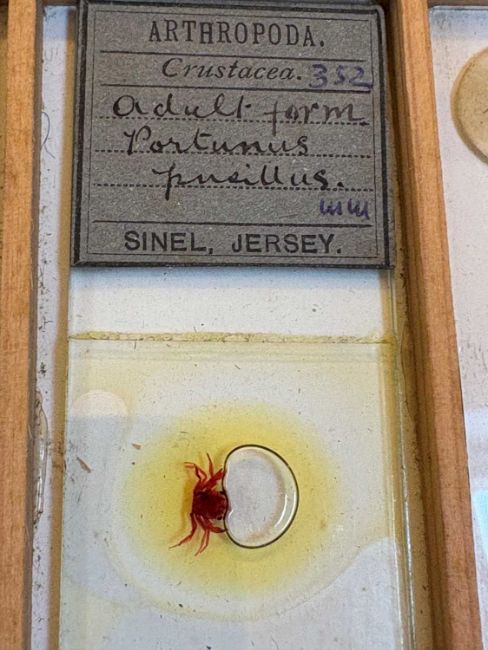 ARTHROPODA.
Crustacea. 352
adult form.
Portunus
pusillus.
SINEL, JERSEY.